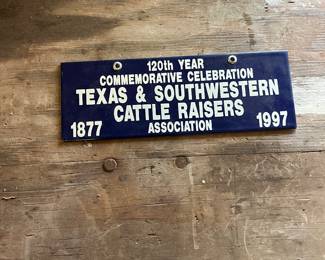 120th YEAR
COMMEMORATIVE CELEBRATION
TEXAS & SOUTHWESTERN
CATTLE RAISERS
1877 ASSOCIATION 1997